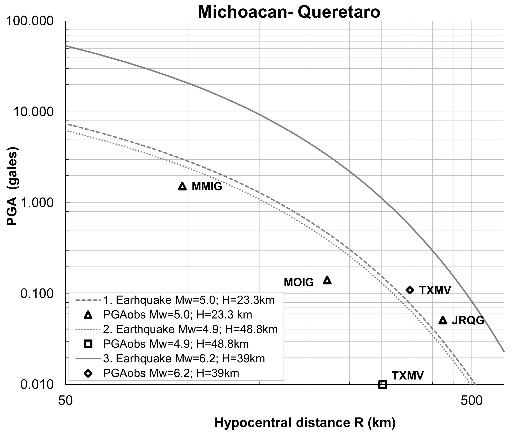 Michoacan- Queretaro
100.000
10.000
1.000
0.100
0.010
PGA (gales)
MMIG
MOIG
TXMV
JRQG
TXMV
1. Earhquake Mw=5.0; H=23.3km
PGAobs Mw=5.0; H=23.3 km
2. Earthquake Mw=4.9; H=48.8km
PGAobs Mw=4.9; H=48.8km
3. Eartquake Mw=6.2; H=39km
PGAobs Mw=6.2; H=39km
50
500
Hypocentral distance R (km)